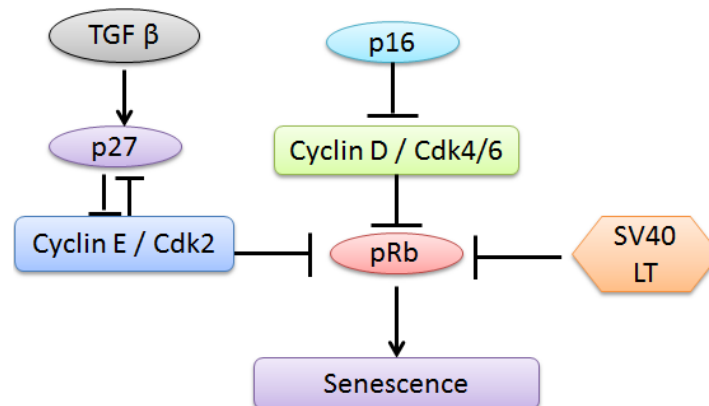 TGF β
p16
p27
Cyclin D / Cdk4/6
Cyclin E / Cdk2
pRb
SV40
LT
Senescence